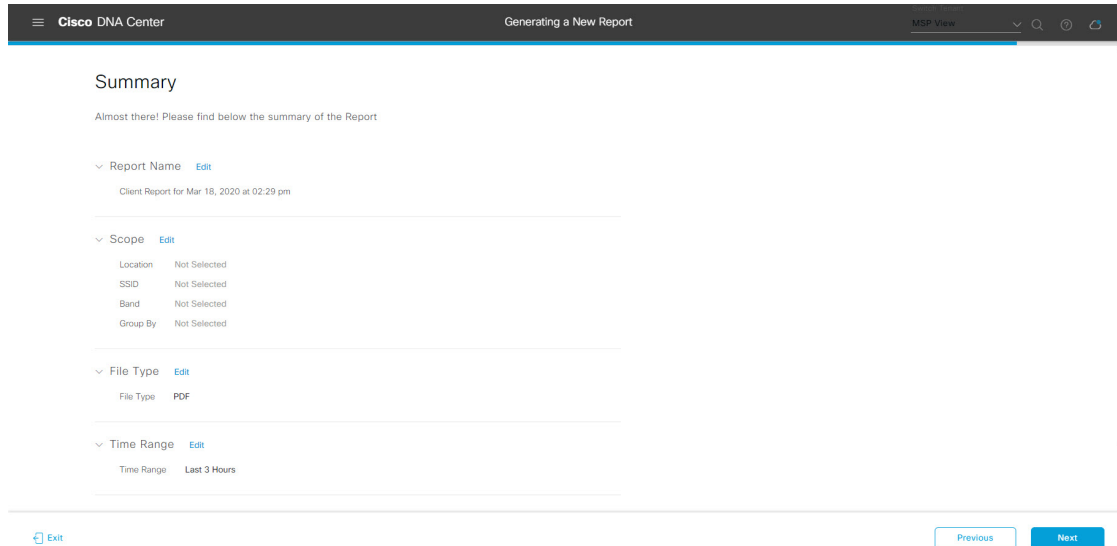 Cisco DNA Center
Generating a New Report
MSP View
Summary
Almost there! Please find below the summary of the Report
Report Name Edit
Client Report for Mar 18, 2020 at 02:29 pm
Scope Edit
Location Not Selected
SSID Not Selected
Band Not Selected
Group By Not Selected
File Type Edit
File Type PDF
Time Range Edit
Time Range Last 3 Hours
Exit
Previous
Next